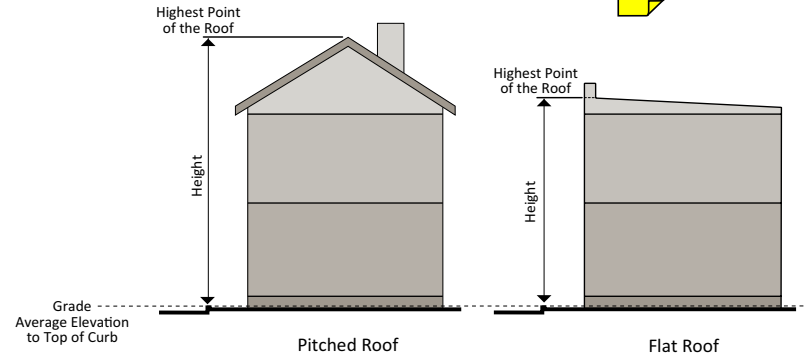 Highest Point
of the Roof
Height
Highest Point
of the Roof
Height
Grade
Average Elevation
to Top of Curb
Pitched Roof
Flat Roof